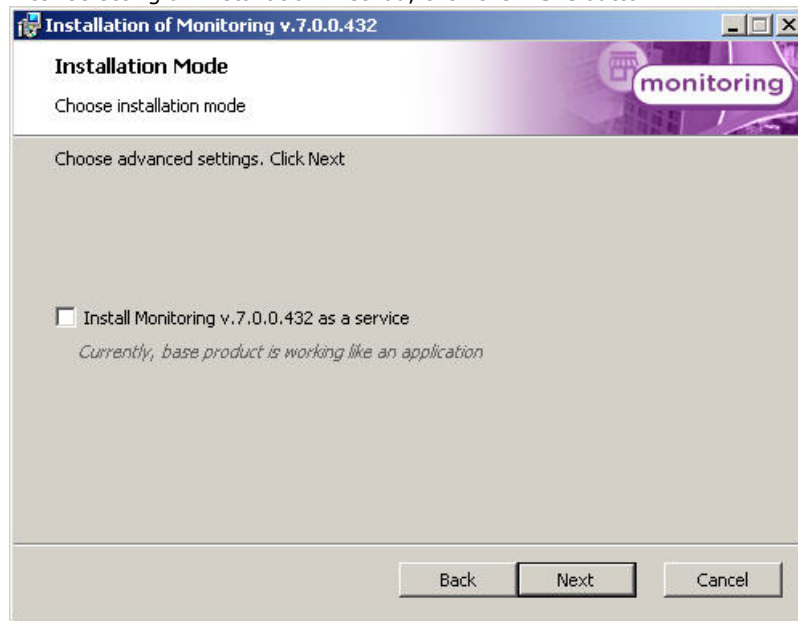 Installation of Monitoring v.7.0.0.432
Installation Mode
Choose installation mode
monitoring
Choose advanced settings. Click Next
Install Monitoring v.7.0.0.432 as a service
Currently, base product is working like an application
Back Next Cancel